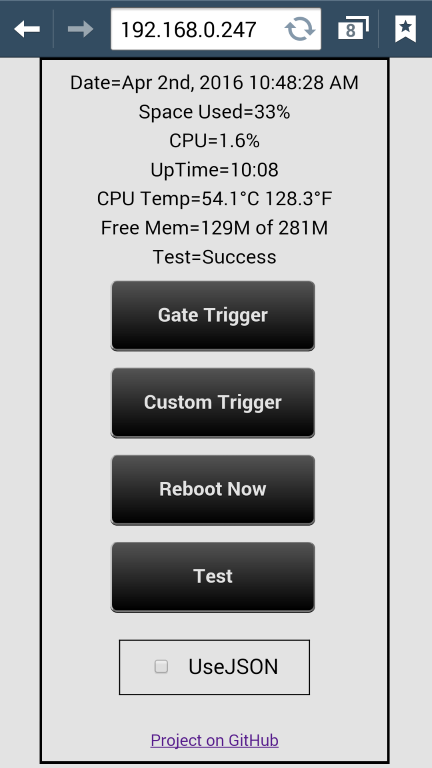 192.168.0.247
8
Date=Apr 2nd, 2016 10:48:28 AM
Space Used=33%
CPU=1.6%
UpTime=10:08
CPU Temp=54.1°C 128.3°F
Free Mem=129M of 281M
Test=Success
Gate Trigger
Custom Trigger
Reboot Now
Test
UseJSON
Project on GitHub